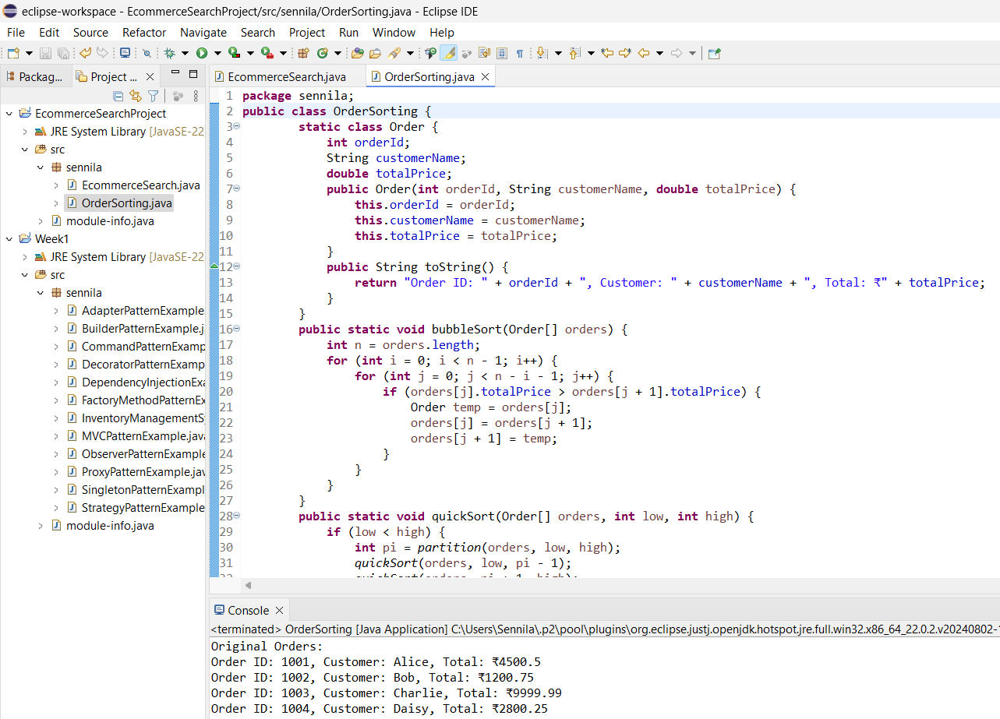 eclipse-workspace - EcommerceSearchProject/src/sennila/OrderSorting.java - Eclipse IDE
File Edit Source Refactor Navigate Search Project Run Window Help
Packag... Project ...
EcommerceSearchProject
JRE System Library [JavaSE-22
src
sennila
EcommerceSearch.java
OrderSorting.java
module-info.java
Week1
JRE System Library [JavaSE-22
src
sennila
AdapterPatternExample
BuilderPatternExample.j
CommandPatternExamp
DecoratorPatternExamp
DependencyInjectionExa
FactoryMethodPatternEx
InventoryManagementS
MVCPatternExample.java
ObserverPatternExample
ProxyPatternExample.jav
SingletonPatternExampl
StrategyPatternExample
module-info.java
EcommerceSearch.java OrderSorting.java
1 package sennila;
2 public class OrderSorting {
3 static class Order {
4 int orderId;
5 String customerName;
6 double totalPrice;
7 public Order(int orderId, String customerName, double totalPrice) {
8 this.orderId = orderId;
9 this.customerName = customerName;
10 this.totalPrice = totalPrice;
11 }
12 public String toString() {
13 return "Order ID: " + orderId + ", Customer: " + customerName + ", Total: ₹" + totalPrice;
14 }
15 }
16 public static void bubbleSort(Order[] orders) {
17 int n = orders.length;
18 for (int i = 0; i < n - 1; i++) {
19 for (int j = 0; j < n - i - 1; j++) {
20 if (orders[j].totalPrice > orders[j + 1].totalPrice) {
21 Order temp = orders[j];
22 orders[j] = orders[j + 1];
23 orders[j + 1] = temp;
24 }
25 }
26 }
27 }
28 public static void quickSort(Order[] orders, int low, int high) {
29 if (low < high) {
30 int pi = partition(orders, low, high);
31 quickSort(orders, low, pi - 1);
Console
<terminated> OrderSorting [Java Application] C:\Users\Sennila\.p2\pool\plugins\org.eclipse.justj.openjdk.hotspot.jre.full.win32.x86_64_22.0.2.v20240802-1
Original Orders:
Order ID: 1001, Customer: Alice, Total: ₹4500.5
Order ID: 1002, Customer: Bob, Total: ₹1200.75
Order ID: 1003, Customer: Charlie, Total: ₹9999.99
Order ID: 1004, Customer: Daisy, Total: ₹2800.25